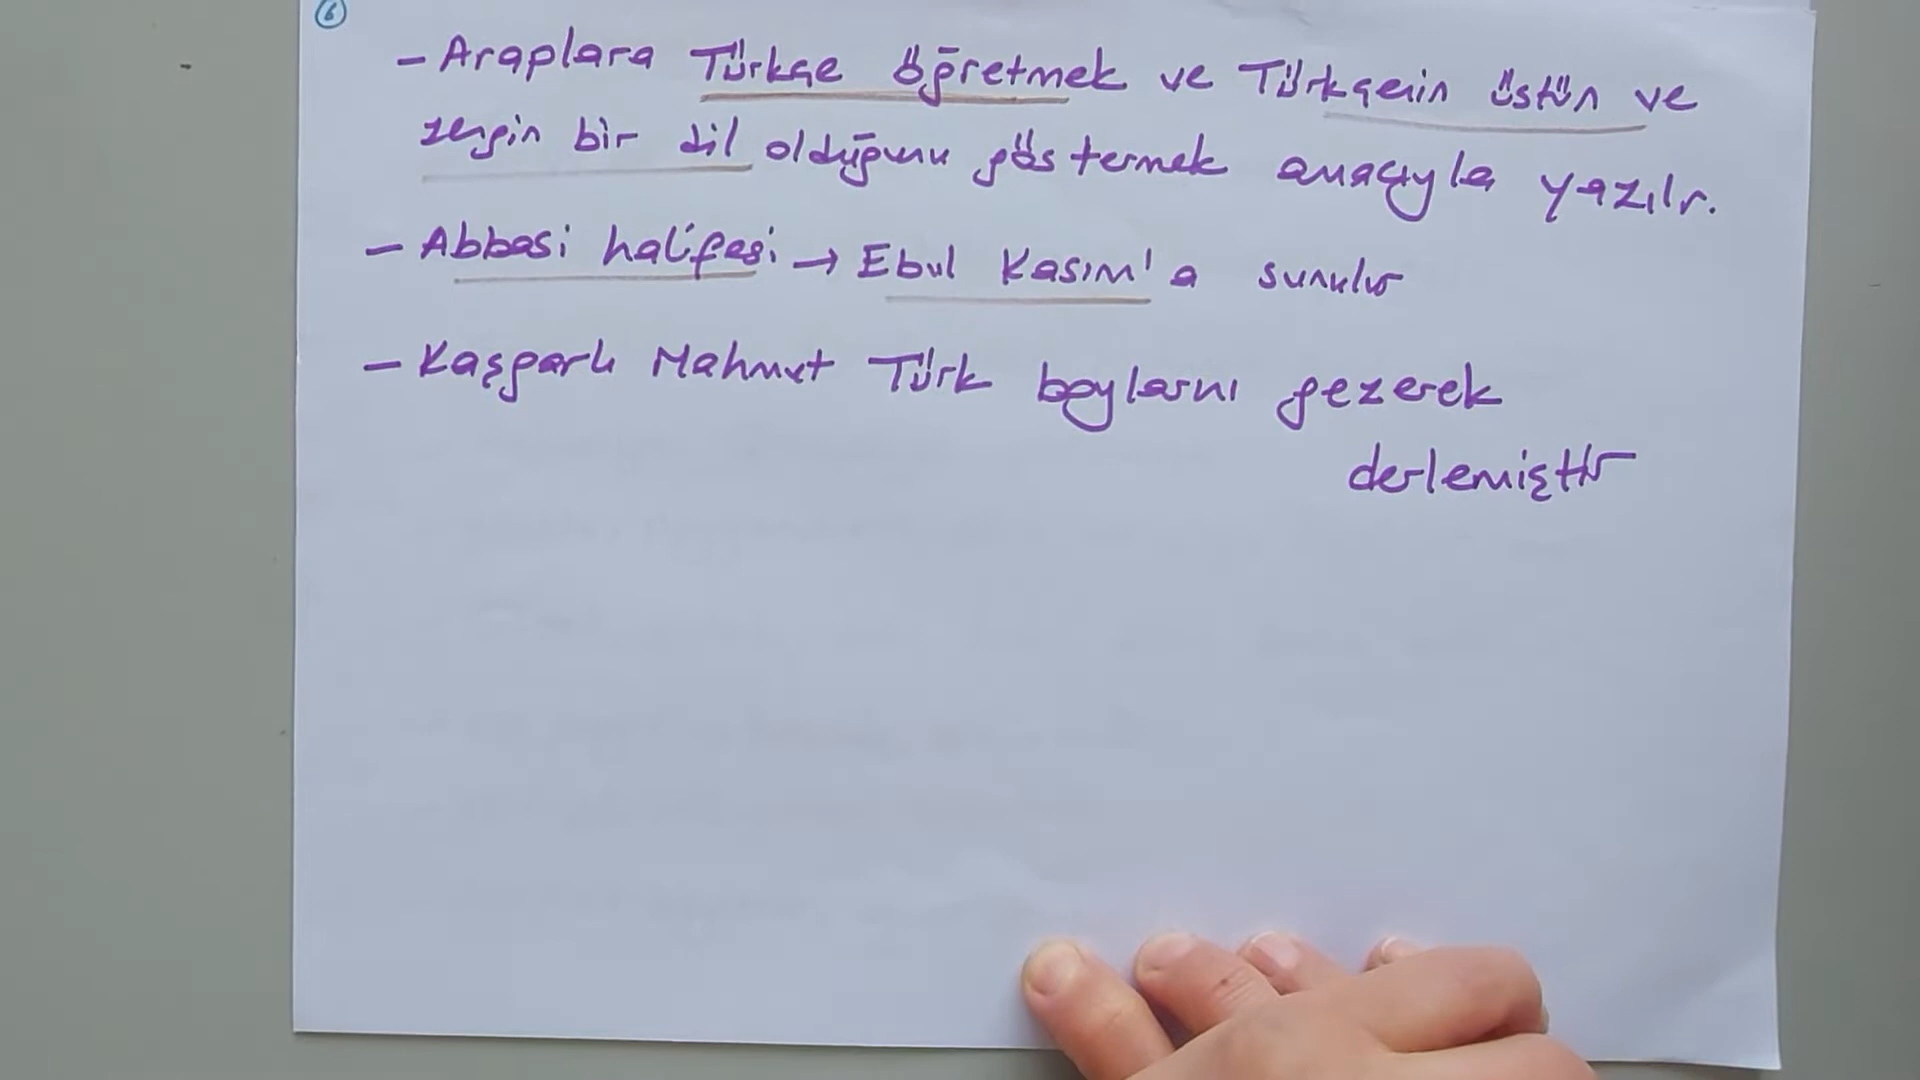 6
- Araplara Türkçe öğretmek ve Türkçenin üstün ve
zengin bir dil olduğunu göstermek amacıyla yazılır.
- Abbasi halifesi → Ebul Kasım'a sunulur
- Kaşgarlı Mahmut Türk boylarını gezerek
derlemiştir